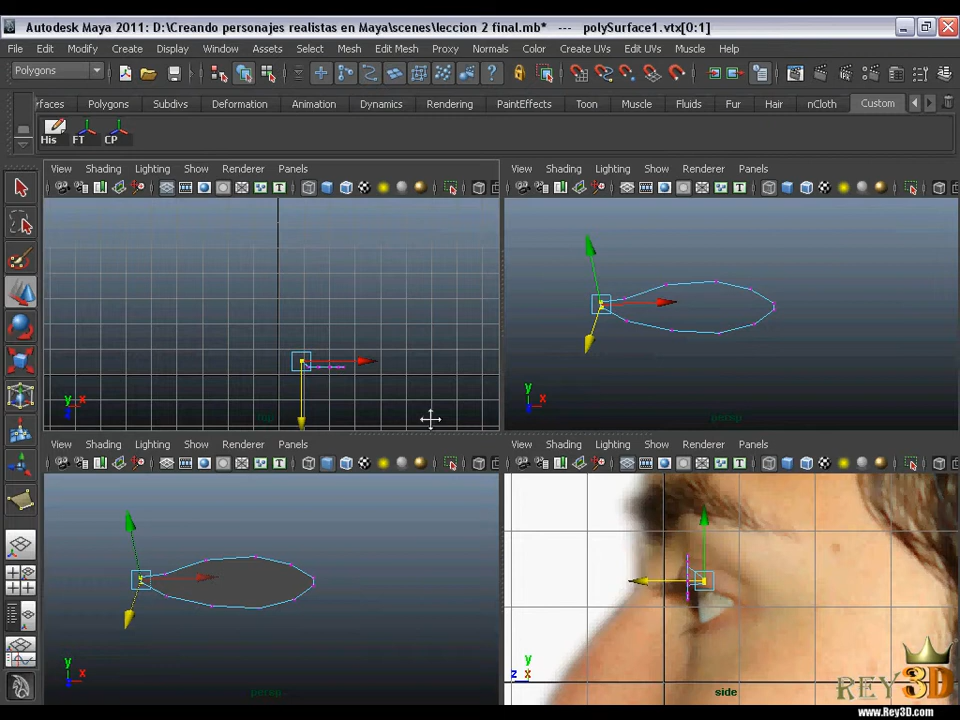 Autodesk Maya 2011: D:\Creando personajes realistas en Maya\scenes\leccion 2 final.mb* --- polySurface1.vtx[0:1]
File Edit Modify Create Display Window Assets Select Mesh Edit Mesh Proxy Normals Color Create UVs Edit UVs Muscle Help
Polygons
rfaces Polygons Subdivs Deformation Animation Dynamics Rendering PaintEffects Toon Muscle Fluids Fur Hair nCloth Custom
His FT CP
View Shading Lighting Show Renderer Panels
View Shading Lighting Show Renderer Panels
y
z x
top
y
x
persp
View Shading Lighting Show Renderer Panels
View Shading Lighting Show Renderer Panels
y
x
persp
y
z x
side
REY3D
www.Rey3D.com